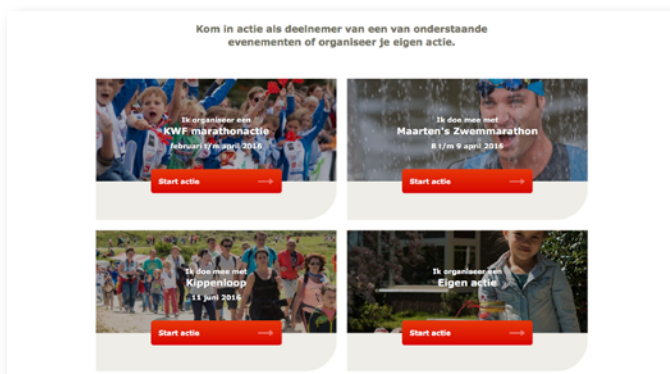 Kom in actie als deelnemer van een van onderstaande
evenementen of organiseer je eigen actie.
Ik organiseer een
KWF marathonactie
februari t/m april 2016
Start actie
Ik doe mee met
Maarten's Zwemmarathon
8 t/m 9 april 2016
Start actie
Ik doe mee met
Kippenloop
11 juni 2016
Start actie
Ik organiseer een
Eigen actie
Start actie